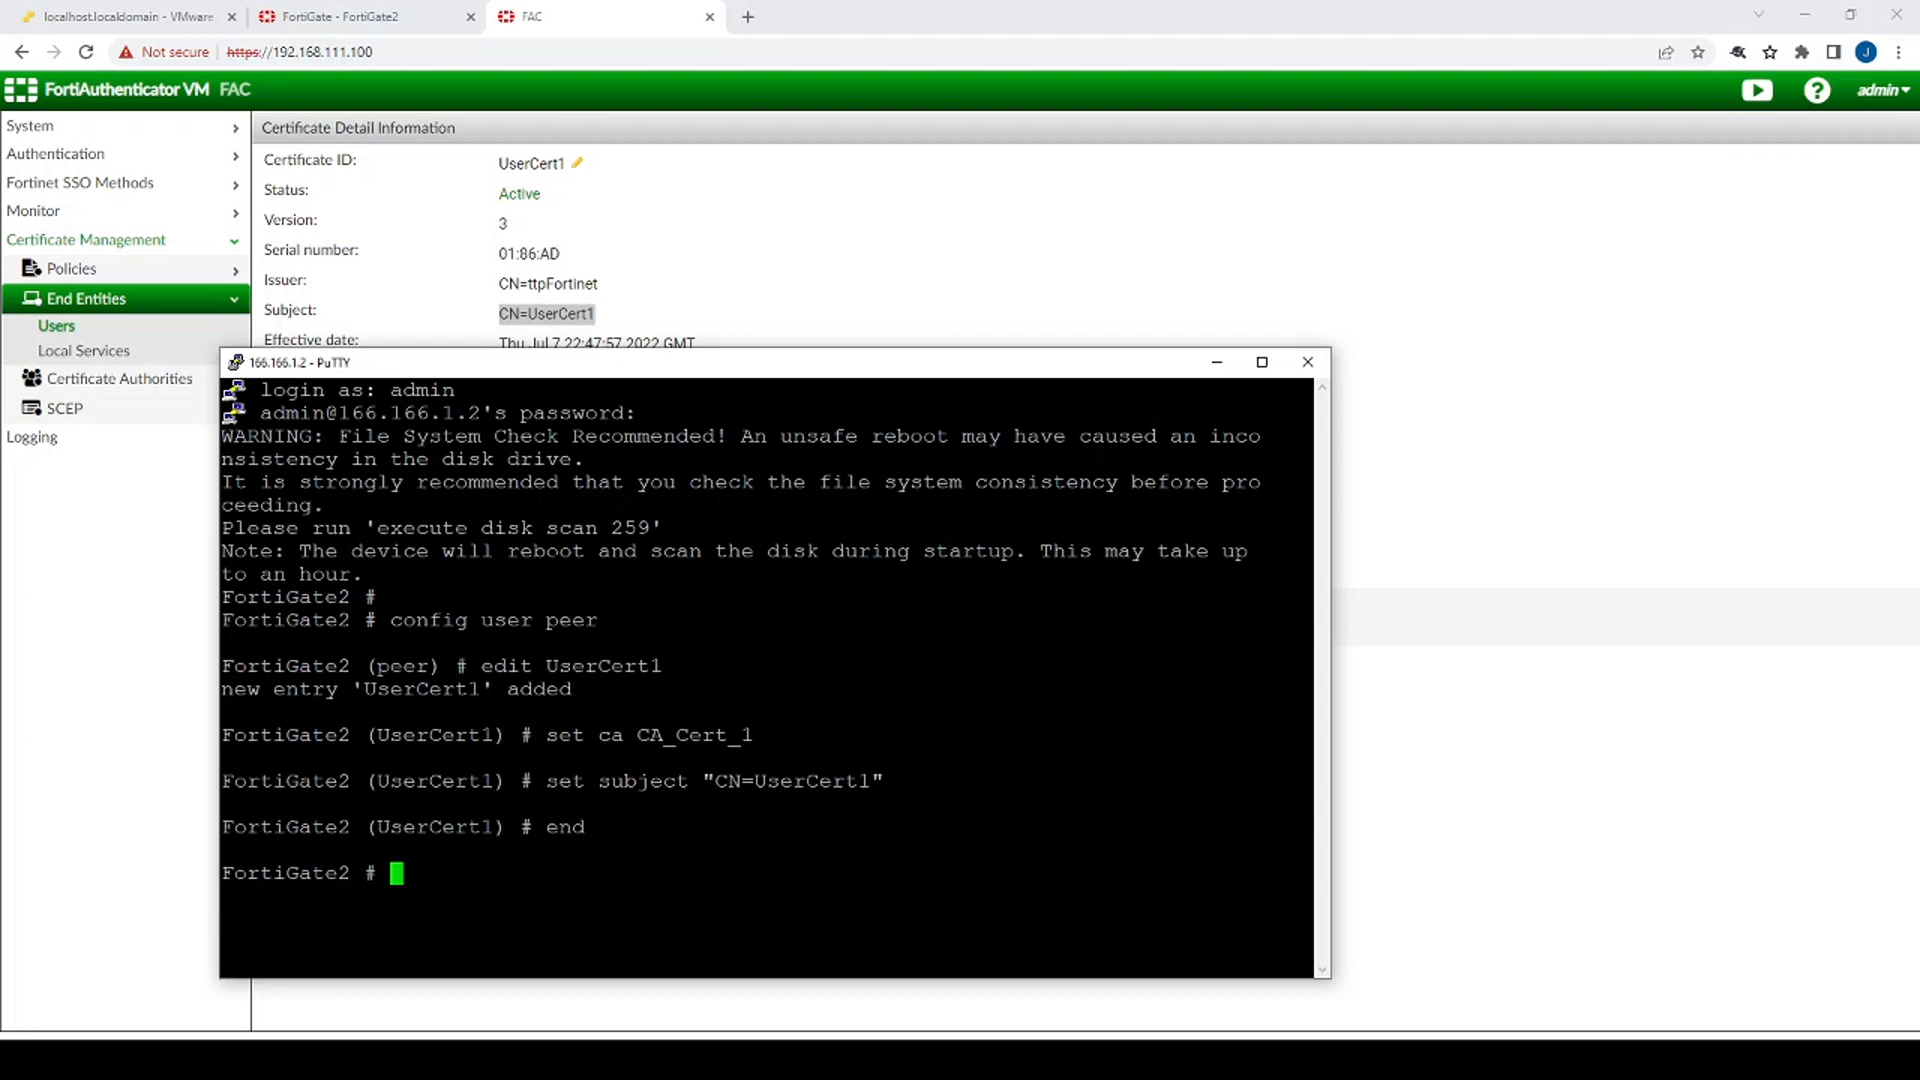 localhost.localdomain - VMware
FortiGate - FortiGate2
FAC
Not secure
https://192.168.111.100
J
FortiAuthenticator VM FAC
admin
System
Authentication
Fortinet SSO Methods
Monitor
Certificate Management
Policies
End Entities
Users
Local Services
Certificate Authorities
SCEP
Logging
Certificate Detail Information
Certificate ID: UserCert1
Status: Active
Version: 3
Serial number: 01:86:AD
Issuer: CN=ttpFortinet
Subject: CN=UserCert1
Effective date: Thu Jul 7 22:47:57 2022 GMT
166.166.1.2 - PuTTY
login as: admin
admin@166.166.1.2's password:
WARNING: File System Check Recommended! An unsafe reboot may have caused an inco
nsistency in the disk drive.
It is strongly recommended that you check the file system consistency before pro
ceeding.
Please run 'execute disk scan 259'
Note: The device will reboot and scan the disk during startup. This may take up
to an hour.
FortiGate2 #
FortiGate2 # config user peer
FortiGate2 (peer) # edit UserCert1
new entry 'UserCert1' added
FortiGate2 (UserCert1) # set ca CA_Cert_1
FortiGate2 (UserCert1) # set subject "CN=UserCert1"
FortiGate2 (UserCert1) # end
FortiGate2 #